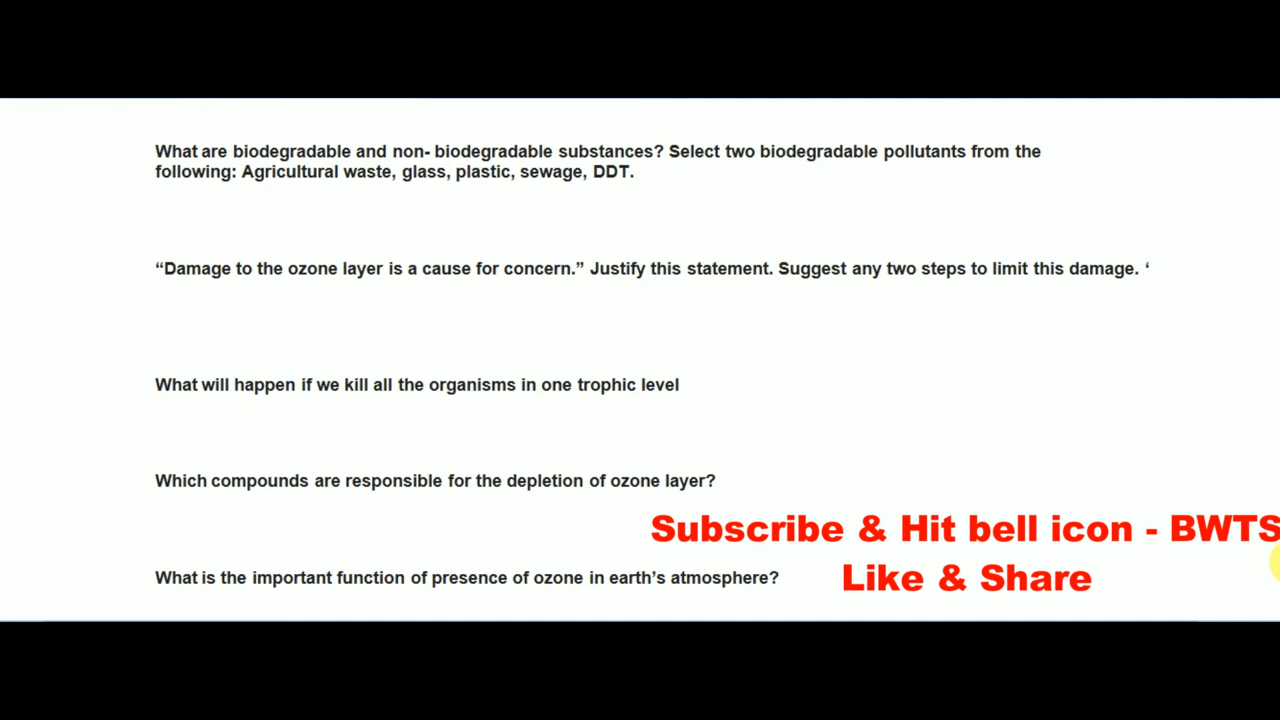 What are biodegradable and non- biodegradable substances? Select two biodegradable pollutants from the
following: Agricultural waste, glass, plastic, sewage, DDT.
“Damage to the ozone layer is a cause for concern.” Justify this statement. Suggest any two steps to limit this damage. ‘
What will happen if we kill all the organisms in one trophic level
Which compounds are responsible for the depletion of ozone layer?
Subscribe & Hit bell icon - BWTS
What is the important function of presence of ozone in earth’s atmosphere?
Like & Share